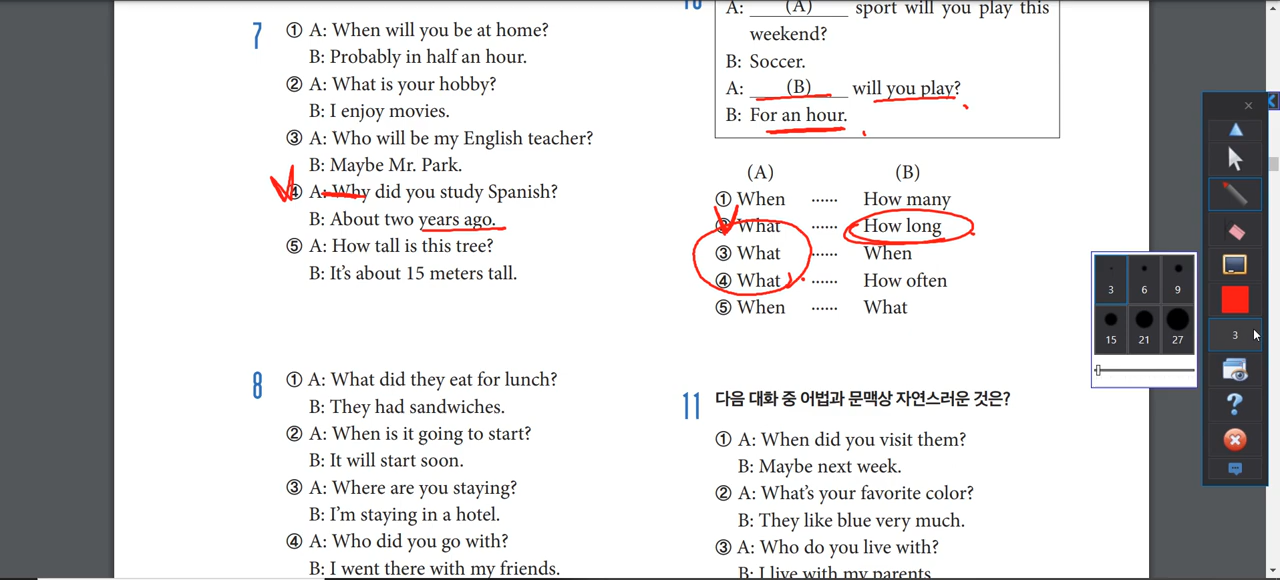 7
① A: When will you be at home?
B: Probably in half an hour.
② A: What is your hobby?
B: I enjoy movies.
③ A: Who will be my English teacher?
B: Maybe Mr. Park.
④ A: Why did you study Spanish?
B: About two years ago.
⑤ A: How tall is this tree?
B: It's about 15 meters tall.
8
① A: What did they eat for lunch?
B: They had sandwiches.
② A: When is it going to start?
B: It will start soon.
③ A: Where are you staying?
B: I'm staying in a hotel.
④ A: Who did you go with?
B: I went there with my friends.
10
A: ______(A)______ sport will you play this
weekend?
B: Soccer.
A: ______(B)______ will you play?
B: For an hour.
(A) (B)
① When ······ How many
② What ······ How long
③ What ······ When
④ What ······ How often
⑤ When ······ What
11 다음 대화 중 어법과 문맥상 자연스러운 것은?
① A: When did you visit them?
B: Maybe next week.
② A: What's your favorite color?
B: They like blue very much.
③ A: Who do you live with?
B: I live with my parents
3 6 9
15 21 27
3